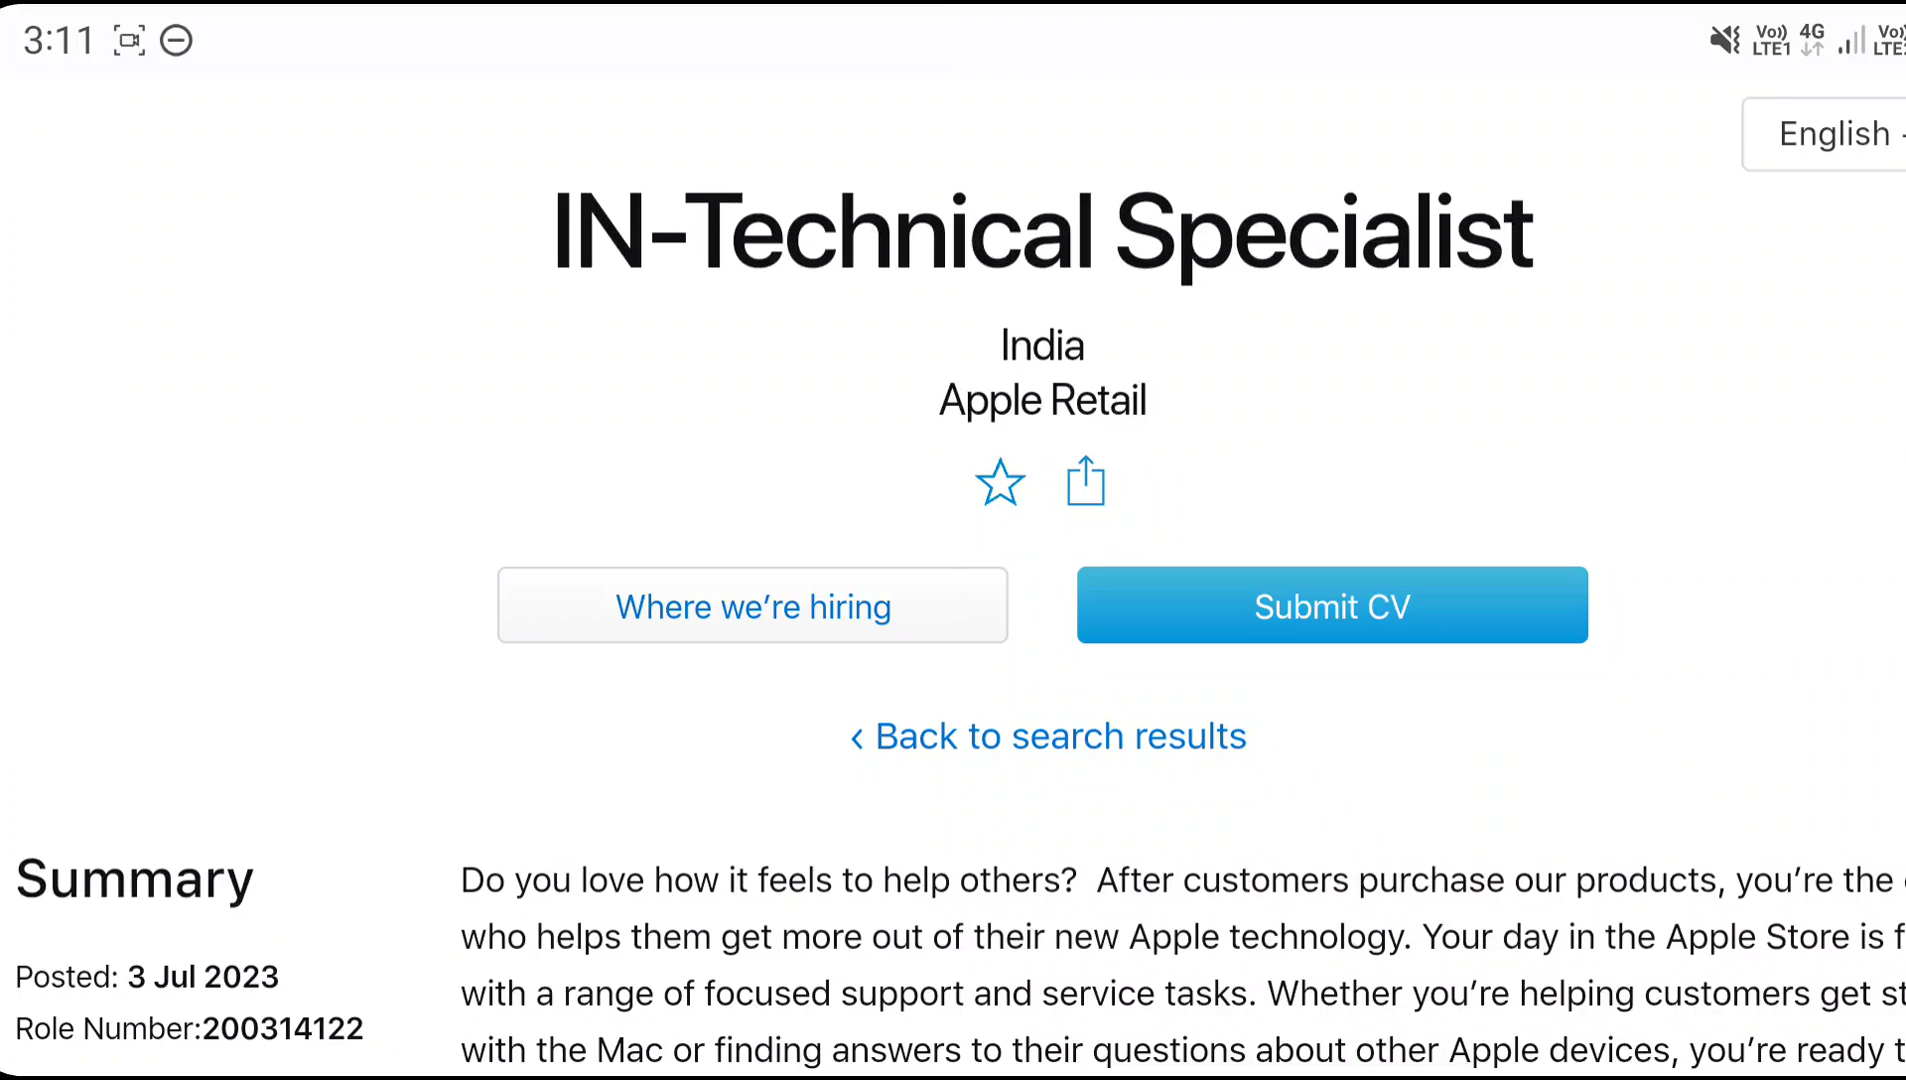 3:11 Vo)) LTE1 4G
English
IN-Technical Specialist
India
Apple Retail
Where we’re hiring
Submit CV
‹ Back to search results
Summary
Posted: 3 Jul 2023
Role Number:200314122
Do you love how it feels to help others?  After customers purchase our products, you’re the
who helps them get more out of their new Apple technology. Your day in the Apple Store is
with a range of focused support and service tasks. Whether you’re helping customers get
with the Mac or finding answers to their questions about other Apple devices, you’re ready